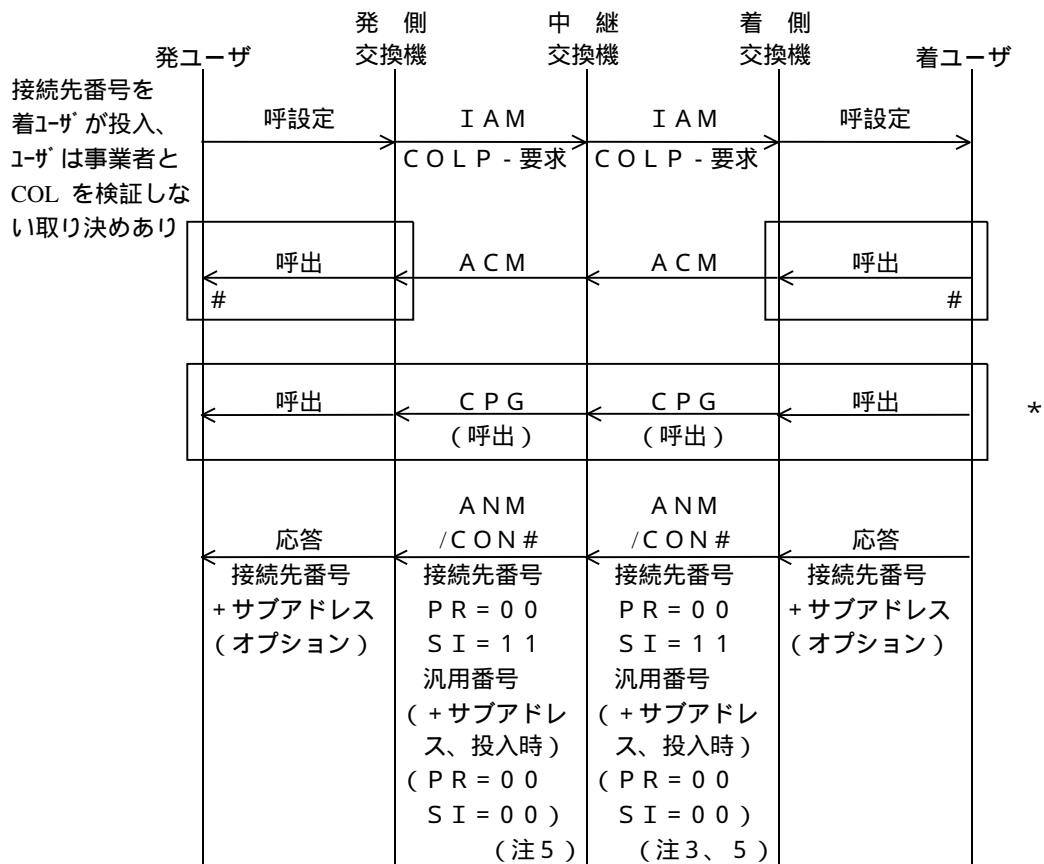 発 側 中 継 着 側
発ユーザ 交換機 交換機 交換機 着ユーザ
接続先番号を
着ﾕｰｻﾞが投入、
ﾕｰｻﾞは事業者と
COL を検証しな
い取り決めあり
呼設定 ＩＡＭ ＩＡＭ 呼設定
ＣＯＬＰ-要求 ＣＯＬＰ-要求
呼出 ＡＣＭ ＡＣＭ 呼出
# #
呼出 ＣＰＧ ＣＰＧ 呼出 *
（呼出） （呼出）
ＡＮＭ ＡＮＭ
応答 /ＣＯＮ# /ＣＯＮ# 応答
接続先番号 接続先番号 接続先番号 接続先番号
+サブアドレス ＰＲ=００ ＰＲ=００ +サブアドレス
（オプション） ＳＩ=１１ ＳＩ=１１ （オプション）
汎用番号 汎用番号
（+サブアドレ （+サブアドレ
ス、投入時） ス、投入時）
（ＰＲ=００ （ＰＲ=００
ＳＩ=００） ＳＩ=００）
（注５） （注３、５）